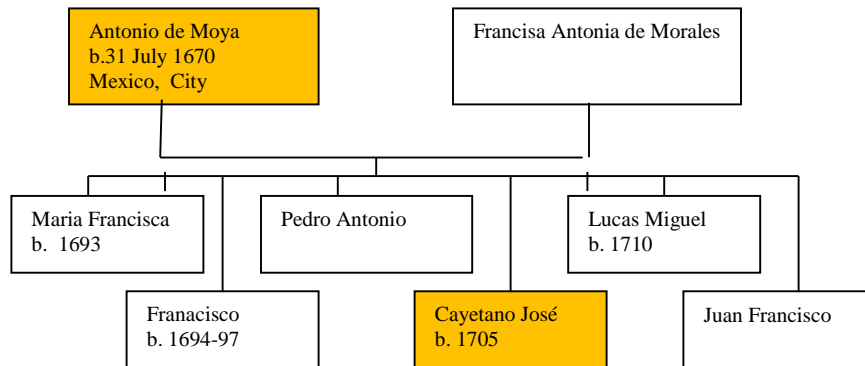 Antonio de Moya
b.31 July 1670
Mexico, City
Francisa Antonia de Morales
Maria Francisca
b. 1693
Pedro Antonio
Lucas Miguel
b. 1710
Franacisco
b. 1694-97
Cayetano José
b. 1705
Juan Francisco